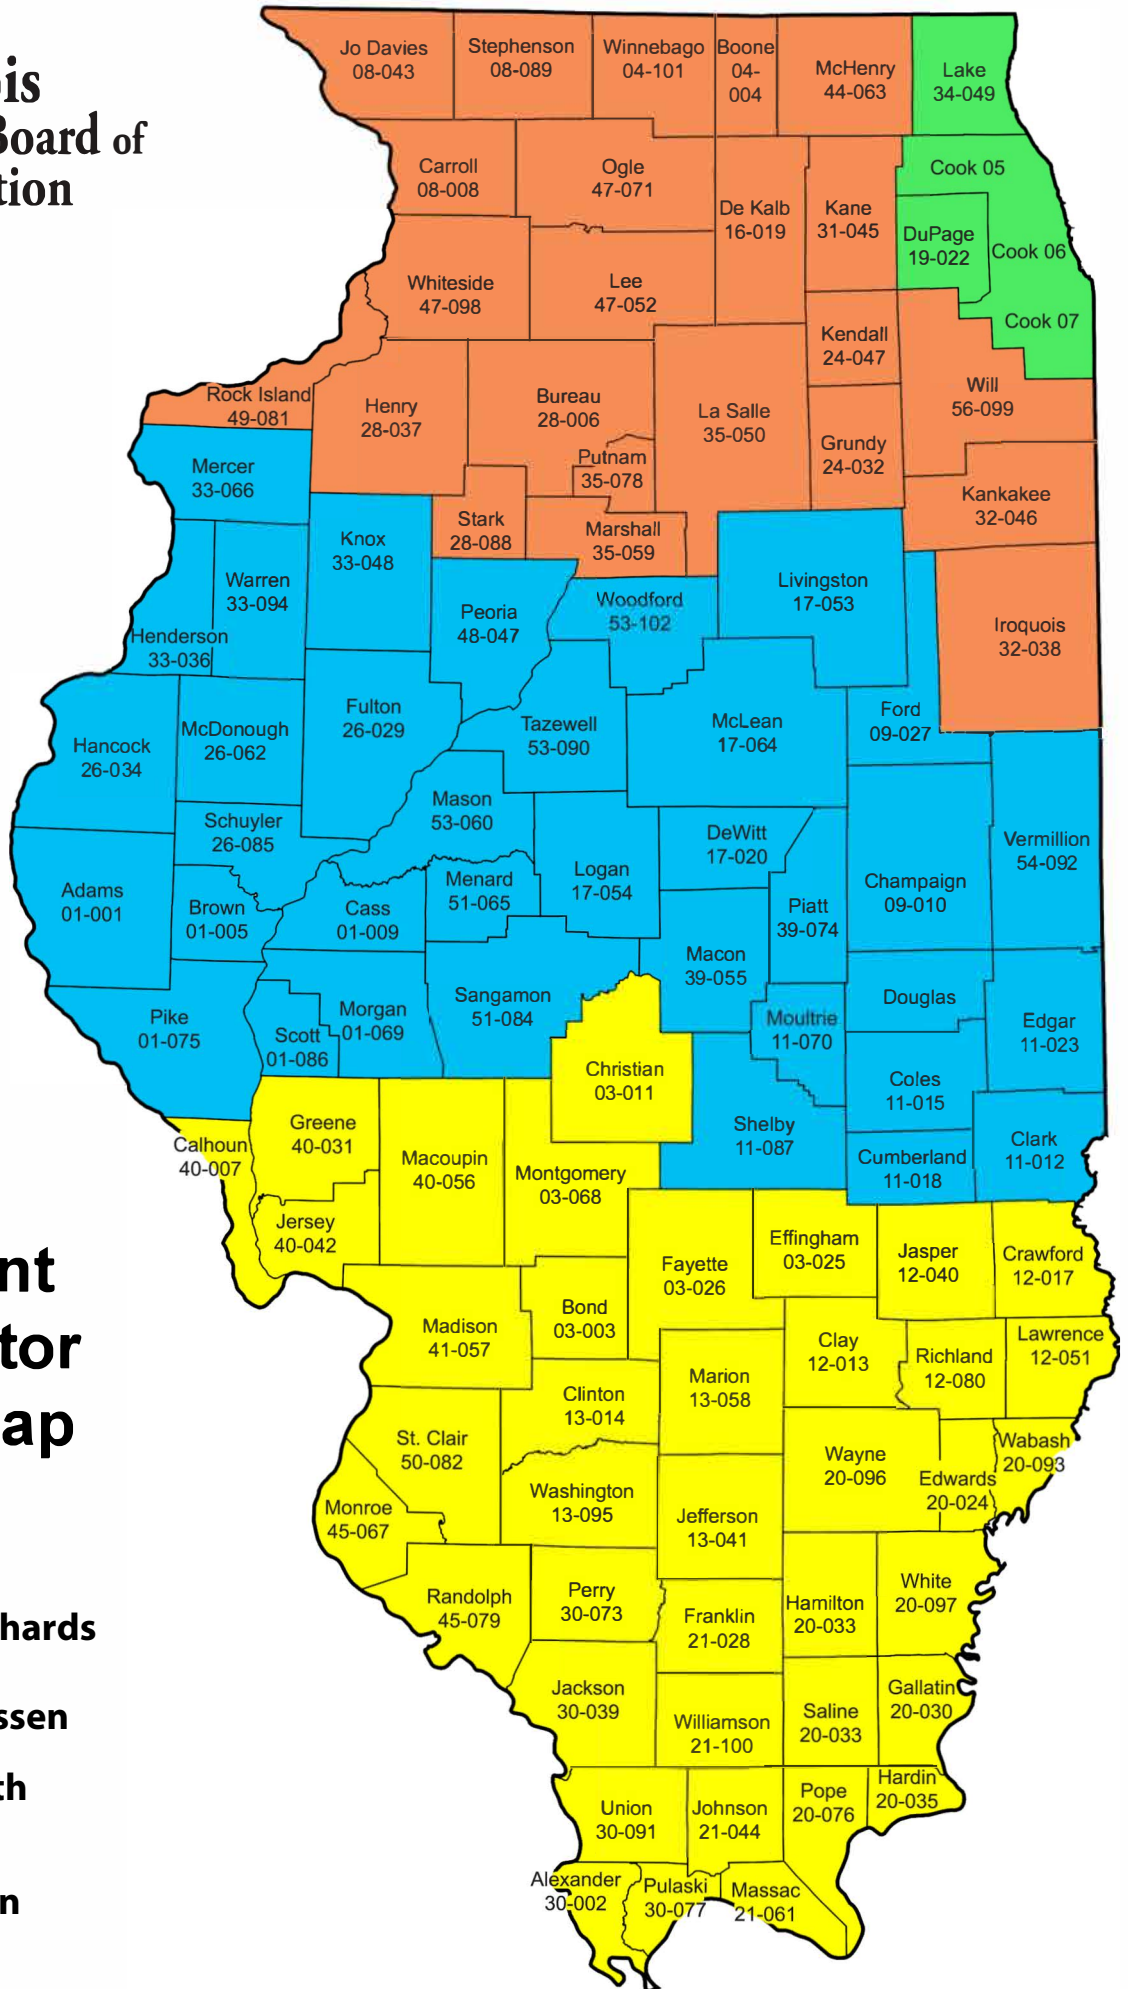 is
Board of
tion
Jo Davies
08-043
Stephenson
08-089
Winnebago
04-101
Boone
04-
004
McHenry
44-063
Lake
34-049
Carroll
08-008
Ogle
47-071
De Kalb
16-019
Kane
31-045
Cook 05
DuPage
19-022
Cook 06
Cook 07
Whiteside
47-098
Lee
47-052
Kendall
24-047
Rock Island
49-081
Henry
28-037
Bureau
28-006
Putnam
35-078
La Salle
35-050
Grundy
24-032
Will
56-099
Kankakee
32-046
Mercer
33-066
Knox
33-048
Stark
28-088
Marshall
35-059
Warren
33-094
Henderson
33-036
Peoria
48-047
Woodford
53-102
Livingston
17-053
Iroquois
32-038
Hancock
26-034
McDonough
26-062
Fulton
26-029
Tazewell
53-090
McLean
17-064
Ford
09-027
Schuyler
26-085
Mason
53-060
Logan
17-054
DeWitt
17-020
Vermillion
54-092
Adams
01-001
Brown
01-005
Cass
01-009
Menard
51-065
Piatt
39-074
Champaign
09-010
Macon
39-055
Pike
01-075
Scott
01-086
Morgan
01-069
Sangamon
51-084
Moultrie
11-070
Douglas
Edgar
11-023
Christian
03-011
Coles
11-015
Shelby
11-087
Cumberland
11-018
Clark
11-012
Calhoun
40-007
Greene
40-031
Macoupin
40-056
Montgomery
03-068
Jersey
40-042
Fayette
03-026
Effingham
03-025
Jasper
12-040
Crawford
12-017
nt
tor
ap
Madison
41-057
Bond
03-003
Clay
12-013
Richland
12-080
Lawrence
12-051
Marion
13-058
Clinton
13-014
St. Clair
50-082
Wayne
20-096
Edwards
20-024
Wabash
20-093
Monroe
45-067
Washington
13-095
Jefferson
13-041
Randolph
45-079
Perry
30-073
Franklin
21-028
Hamilton
20-033
White
20-097
hards
Jackson
30-039
Williamson
21-100
Saline
20-033
Gallatin
20-030
ssen
th
Union
30-091
Johnson
21-044
Pope
20-076
Hardin
20-035
Alexander
30-002
Pulaski
30-077
Massac
21-061
n